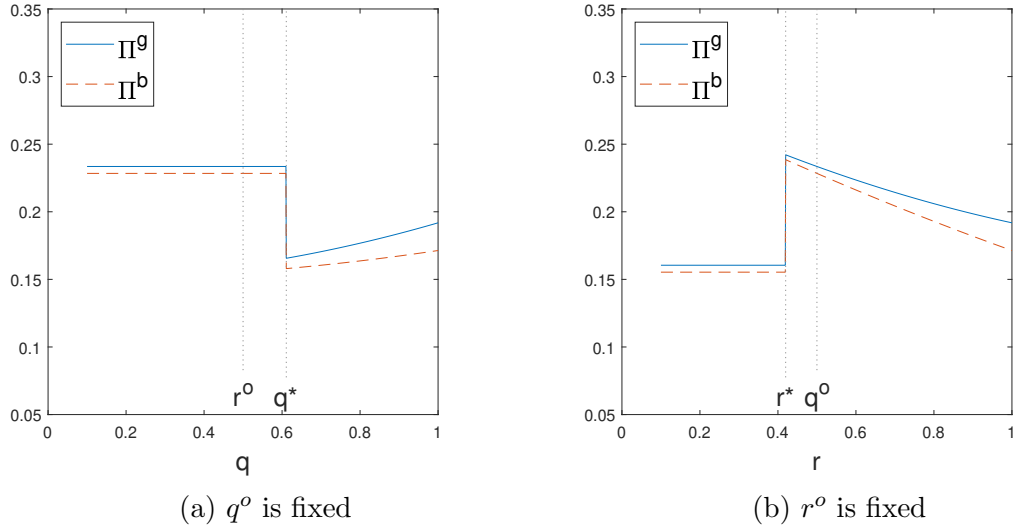 0.35
0.3
0.25
0.2
0.15
0.1
0.05
0 0.2 0.4 0.6 0.8 1
Π^g
Π^b
r^o q^*
q
(a) q^o is fixed
0.35
0.3
0.25
0.2
0.15
0.1
0.05
0 0.2 0.4 0.6 0.8 1
Π^g
Π^b
r^* q^o
r
(b) r^o is fixed